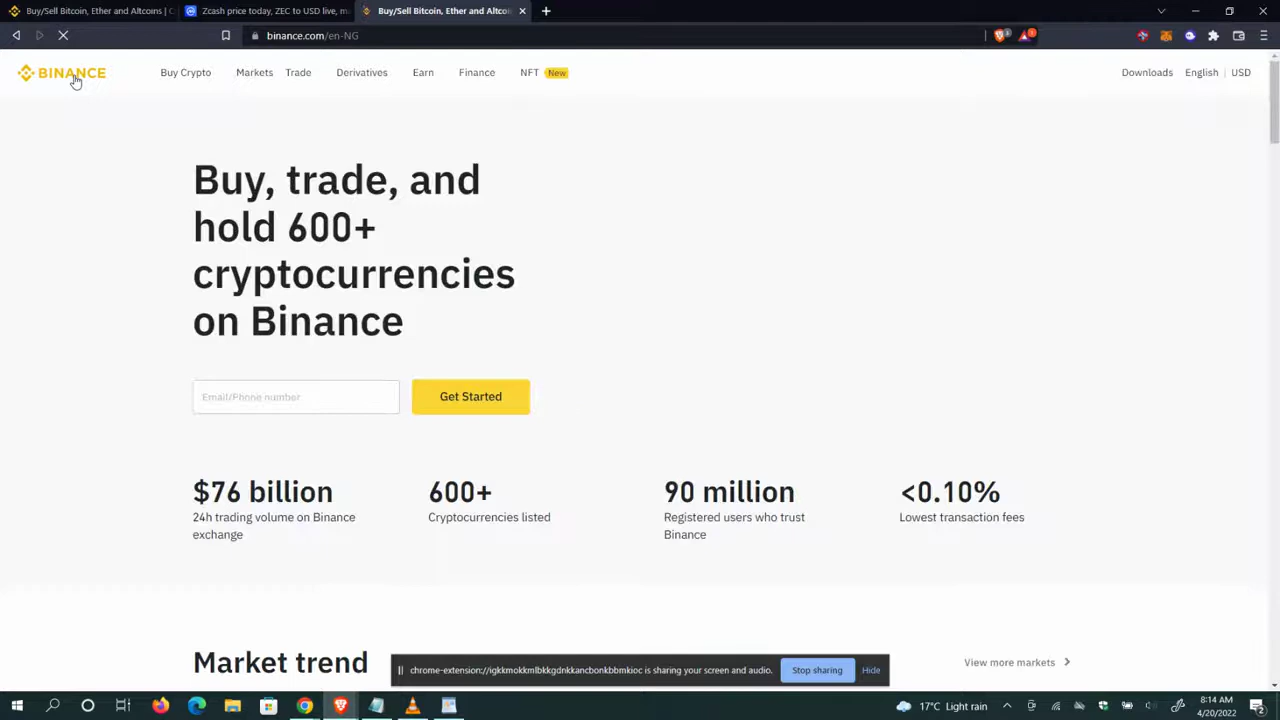 Buy/Sell Bitcoin, Ether and Altcoins | C
Zcash price today, ZEC to USD live, m
Buy/Sell Bitcoin, Ether and Altco
binance.com/en-NG
BINANCE
Buy Crypto
Markets
Trade
Derivatives
Earn
Finance
NFT
New
Downloads
English | USD
Buy, trade, and
hold 600+
cryptocurrencies
on Binance
Email/Phone number
Get Started
$76 billion
24h trading volume on Binance
exchange
600+
Cryptocurrencies listed
90 million
Registered users who trust
Binance
<0.10%
Lowest transaction fees
Market trend
View more markets
chrome-extension://igkkmokkmlbkkgdnkkancbonkbbmkioc is sharing your screen and audio.
Stop sharing
Hide
17°C Light rain
8:14 AM
4/20/2022